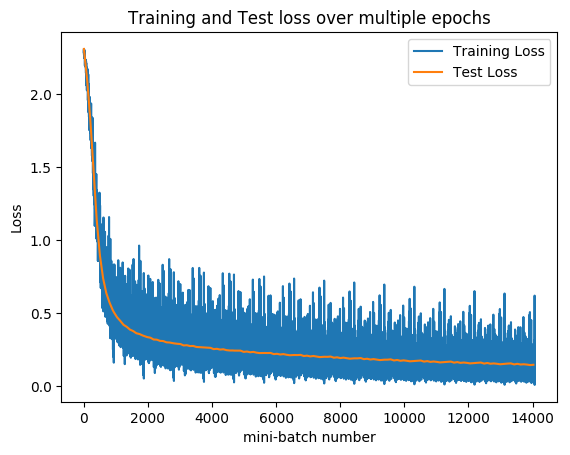 Training and Test loss over multiple epochs
Training Loss
Test Loss
Loss
2.0
1.5
1.0
0.5
0.0
0 2000 4000 6000 8000 10000 12000 14000
mini-batch number